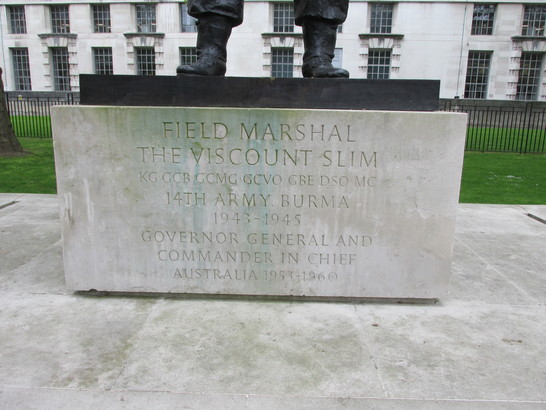 FIELD MARSHAL
THE VISCOUNT SLIM
KG GCB GCMG GCVO GBE DSO MC
14TH ARMY, BURMA
1943-1945
GOVERNOR GENERAL AND
COMMANDER IN CHIEF
AUSTRALIA 1953-1960